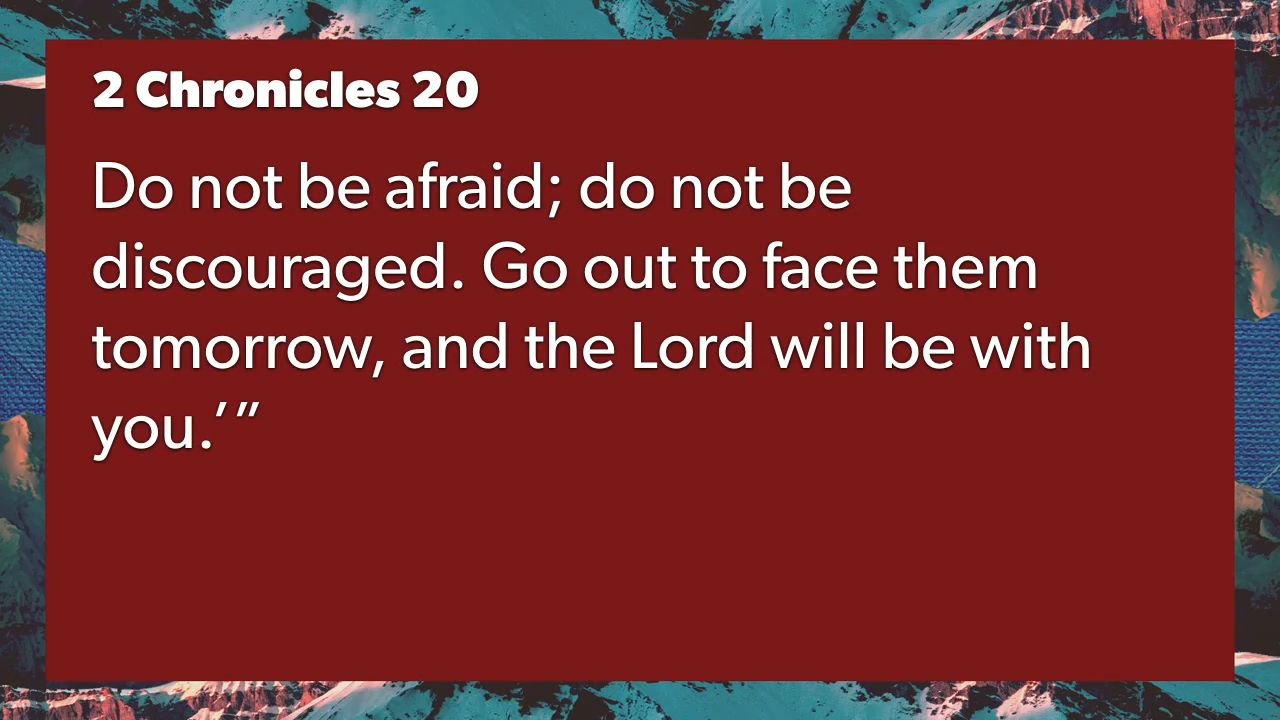 2 Chronicles 20
Do not be afraid; do not be
discouraged. Go out to face them
tomorrow, and the Lord will be with
you.’ ”